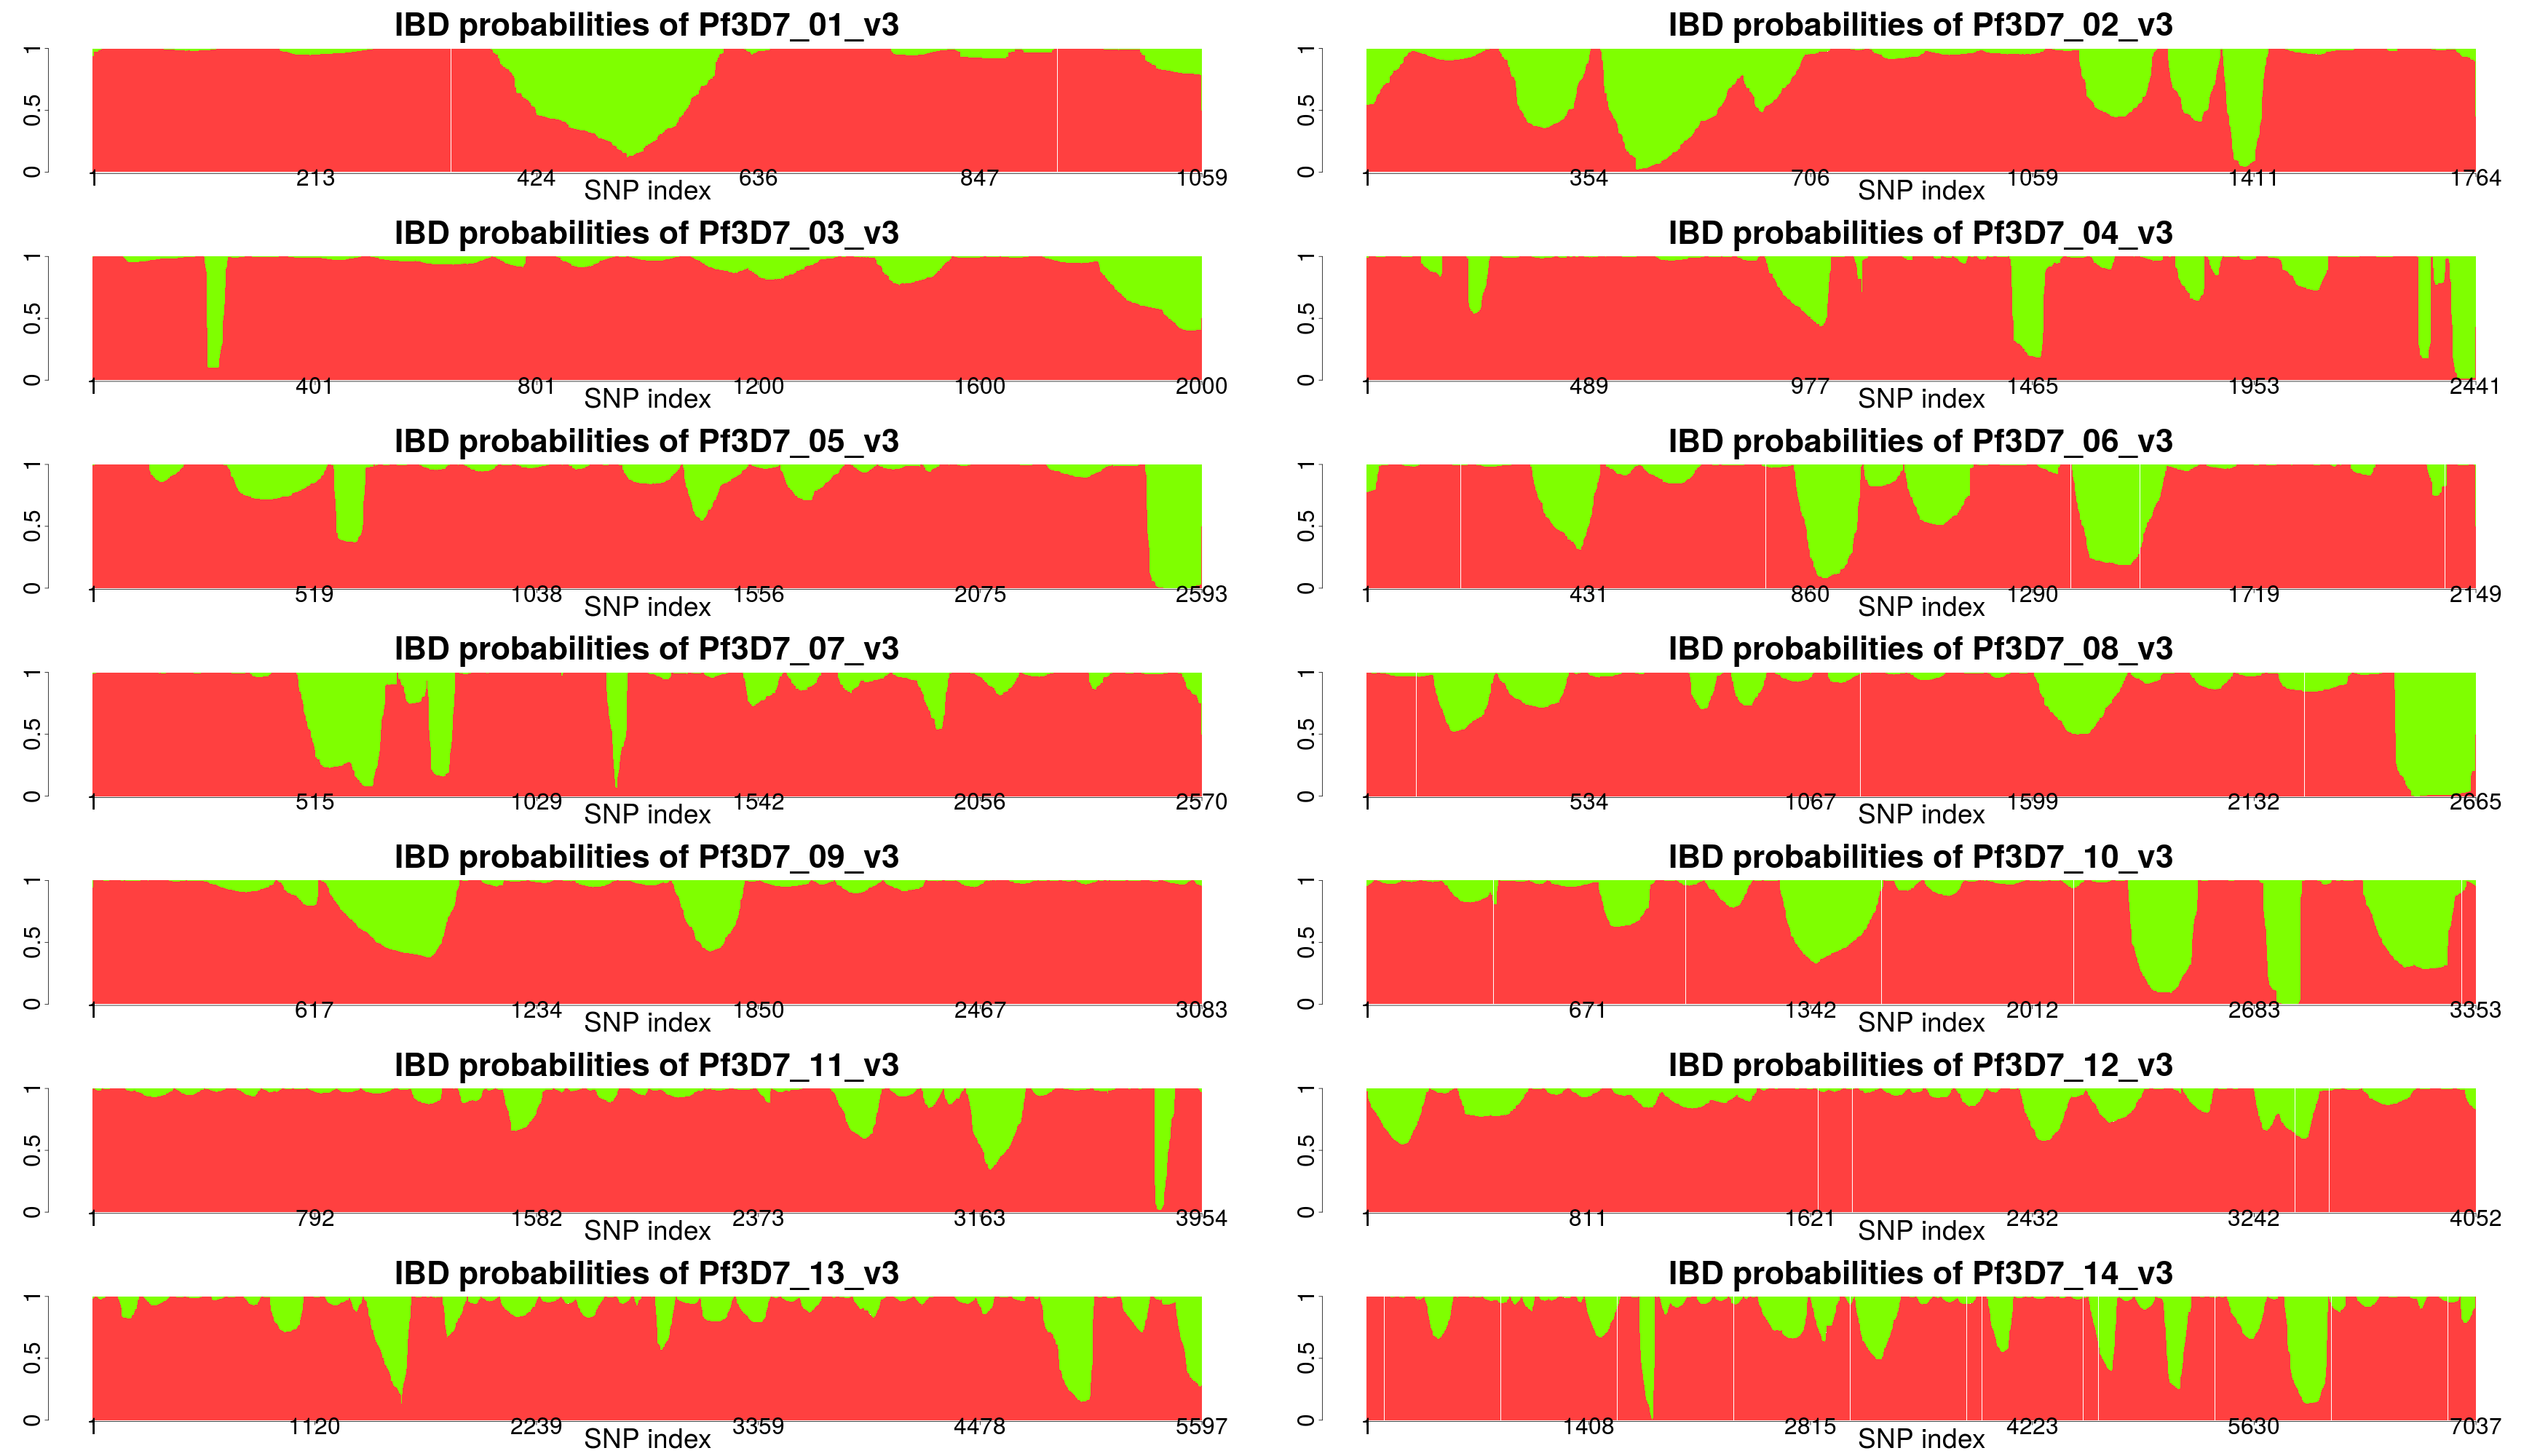 IBD probabilities of Pf3D7_01_v3
0 0.5 1
1 213 424 636 847 1059
SNP index
IBD probabilities of Pf3D7_02_v3
0 0.5 1
1 354 706 1059 1411 1764
SNP index
IBD probabilities of Pf3D7_03_v3
0 0.5 1
1 401 801 1200 1600 2000
SNP index
IBD probabilities of Pf3D7_04_v3
0 0.5 1
1 489 977 1465 1953 2441
SNP index
IBD probabilities of Pf3D7_05_v3
0 0.5 1
1 519 1038 1556 2075 2593
SNP index
IBD probabilities of Pf3D7_06_v3
0 0.5 1
1 431 860 1290 1719 2149
SNP index
IBD probabilities of Pf3D7_07_v3
0 0.5 1
1 515 1029 1542 2056 2570
SNP index
IBD probabilities of Pf3D7_08_v3
0 0.5 1
1 534 1067 1599 2132 2665
SNP index
IBD probabilities of Pf3D7_09_v3
0 0.5 1
1 617 1234 1850 2467 3083
SNP index
IBD probabilities of Pf3D7_10_v3
0 0.5 1
1 671 1342 2012 2683 3353
SNP index
IBD probabilities of Pf3D7_11_v3
0 0.5 1
1 792 1582 2373 3163 3954
SNP index
IBD probabilities of Pf3D7_12_v3
0 0.5 1
1 811 1621 2432 3242 4052
SNP index
IBD probabilities of Pf3D7_13_v3
0 0.5 1
1 1120 2239 3359 4478 5597
SNP index
IBD probabilities of Pf3D7_14_v3
0 0.5 1
1 1408 2815 4223 5630 7037
SNP index